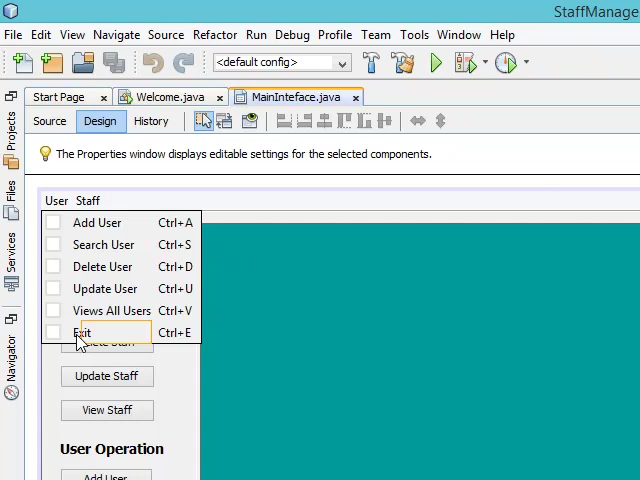 StaffManage
File Edit View Navigate Source Refactor Run Debug Profile Team Tools Window Help
<default config>
Start Page Welcome.java MainInteface.java
Source Design History
The Properties window displays editable settings for the selected components.
User Staff
Add User Ctrl+A
Search User Ctrl+S
Delete User Ctrl+D
Update User Ctrl+U
Views All Users Ctrl+V
Exit Ctrl+E
Delete Staff
Update Staff
View Staff
User Operation
Add User
Projects
Files
Services
Navigator